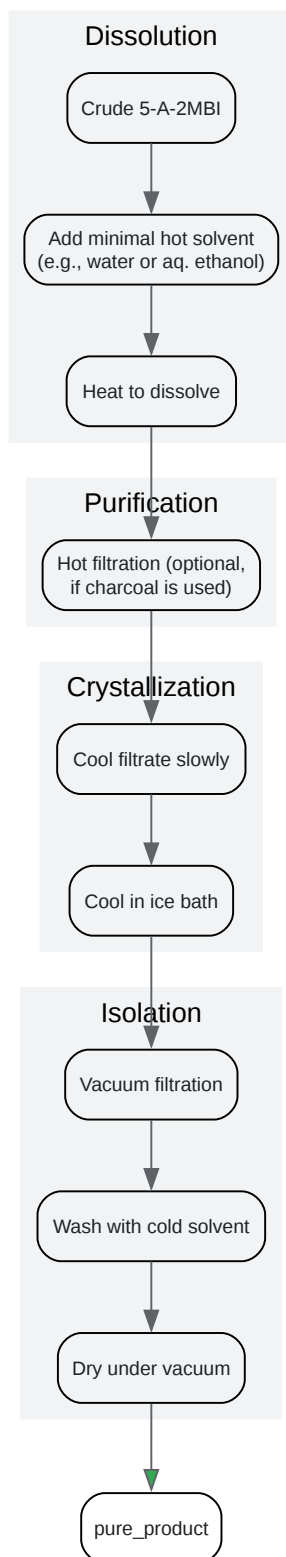 Dissolution
Crude 5-A-2MBI
Add minimal hot solvent
(e.g., water or aq. ethanol)
Heat to dissolve
Purification
Hot filtration (optional,
if charcoal is used)
Crystallization
Cool filtrate slowly
Cool in ice bath
Isolation
Vacuum filtration
Wash with cold solvent
Dry under vacuum
pure_product